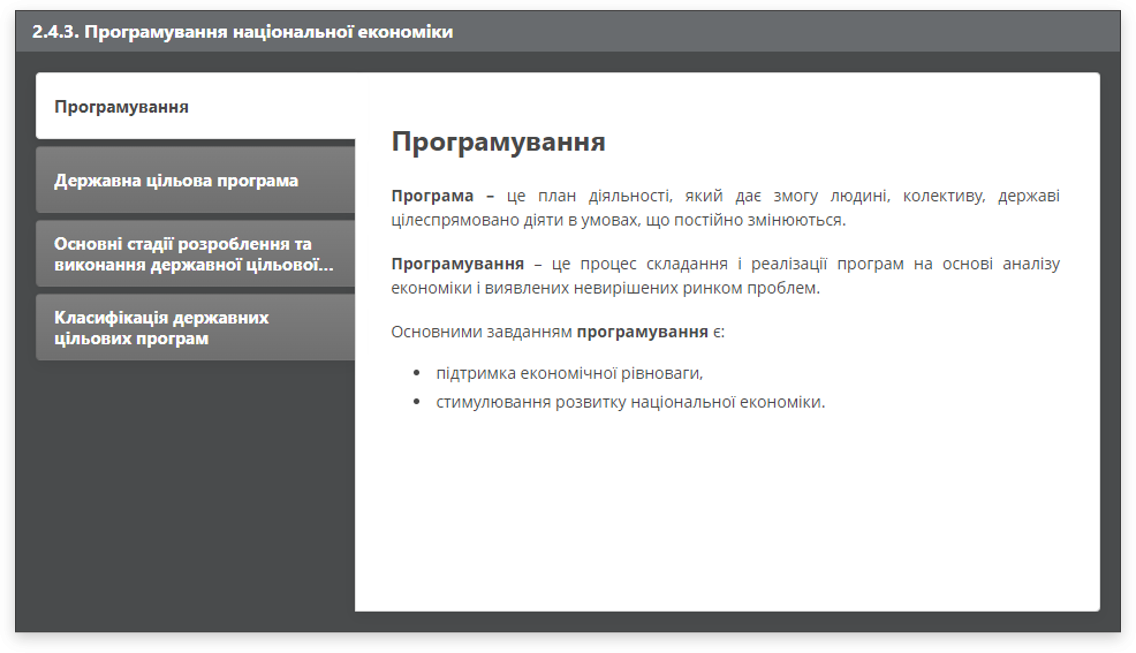 2.4.3. Програмування національної економіки
Програмування
Державна цільова програма
Основні стадії розроблення та
виконання державної цільової...
Класифікація державних
цільових програм
Програмування
Програма – це план діяльності, який дає змогу людині, колективу, державі
цілеспрямовано діяти в умовах, що постійно змінюються.
Програмування – це процес складання і реалізації програм на основі аналізу
економіки і виявлених невирішених ринком проблем.
Основними завданням програмування є:
• підтримка економічної рівноваги,
• стимулювання розвитку національної економіки.